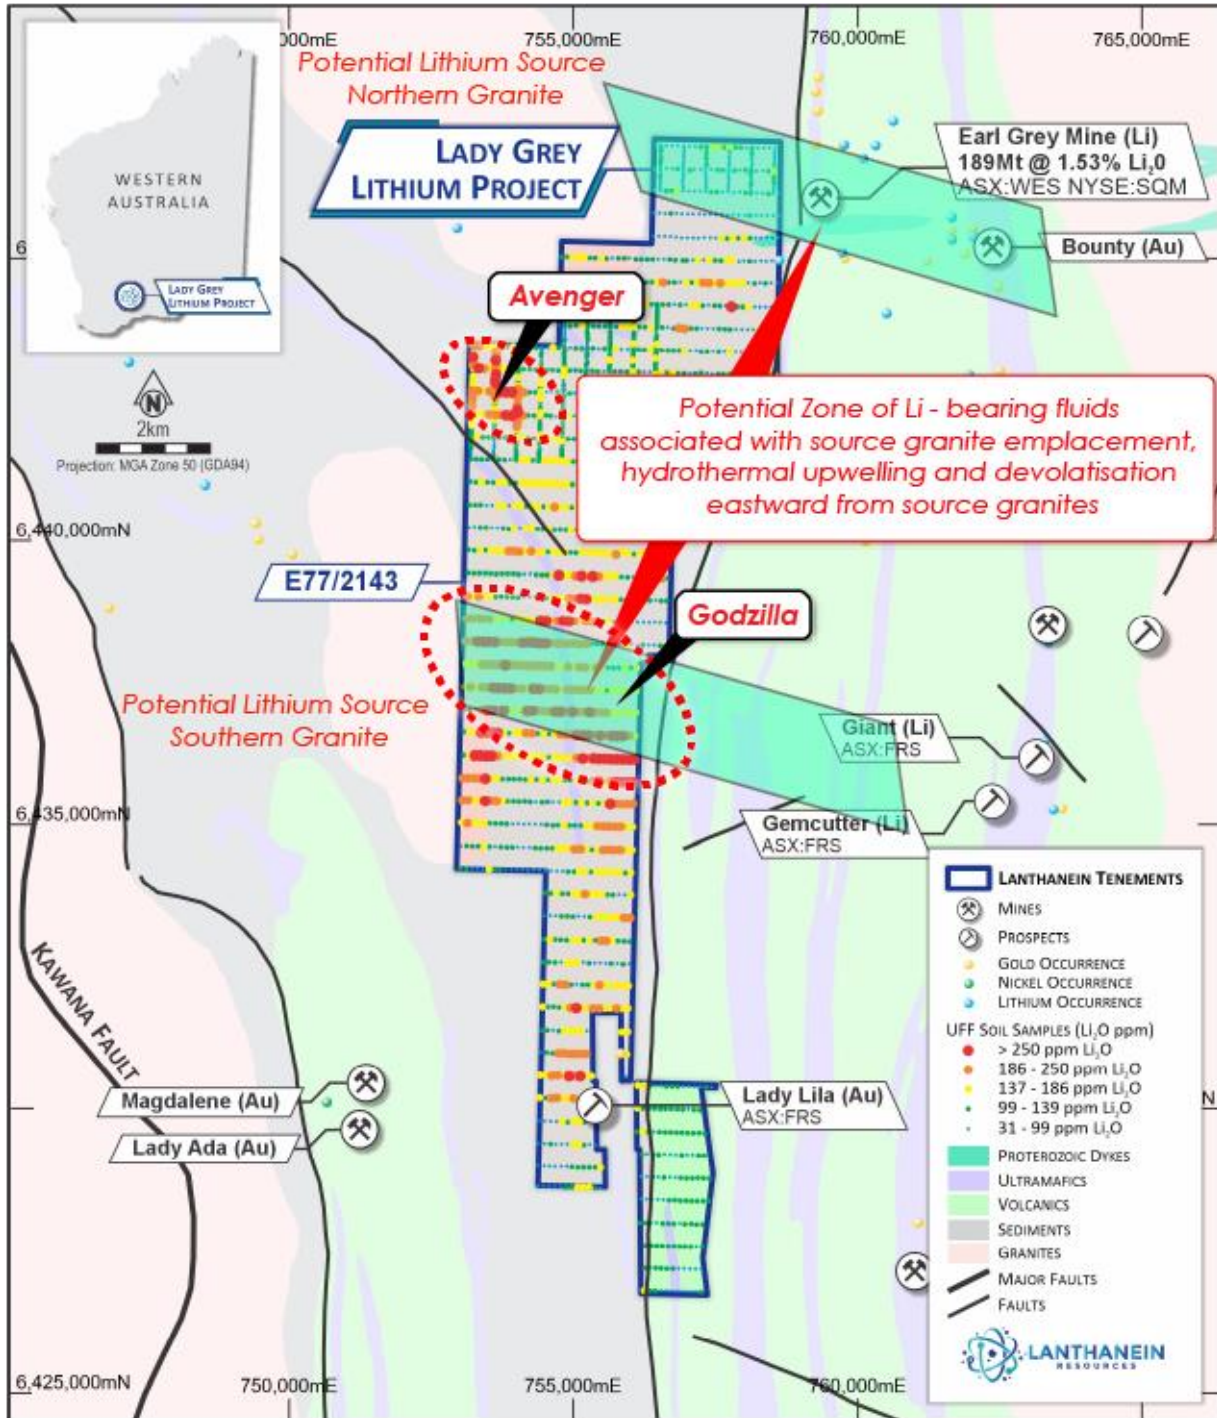 000mE
755,000mE
760,000mE
765,000mE
WESTERN
AUSTRALIA
LADY GREY
LITHIUM PROJECT
Potential Lithium Source
Northern Granite
LADY GREY
LITHIUM PROJECT
Earl Grey Mine (Li)
189Mt @ 1.53% Li₂0
ASX:WES NYSE:SQM
Bounty (Au)
6
Avenger
N
2km
Projection: MGA Zone 50 (GDA94)
Potential Zone of Li - bearing fluids
associated with source granite emplacement,
hydrothermal upwelling and devolatisation
eastward from source granites
6,440,000mN
E77/2143
Godzilla
Potential Lithium Source
Southern Granite
Giant (Li)
ASX:FRS
6,435,000mN
Gemcutter (Li)
ASX:FRS
KAWANA FAULT
Magdalene (Au)
Lady Ada (Au)
Lady Lila (Au)
ASX:FRS
N
LANTHANEIN TENEMENTS
MINES
PROSPECTS
GOLD OCCURRENCE
NICKEL OCCURRENCE
LITHIUM OCCURRENCE
UFF SOIL SAMPLES (Li₂O ppm)
> 250 ppm Li₂O
186 - 250 ppm Li₂O
137 - 186 ppm Li₂O
99 - 139 ppm Li₂O
31 - 99 ppm Li₂O
PROTEROZOIC DYKES
ULTRAMAFICS
VOLCANICS
SEDIMENTS
GRANITES
MAJOR FAULTS
FAULTS
LANTHANEIN
RESOURCES
6,425,000mN
750,000mE
755,000mE
760,000mE